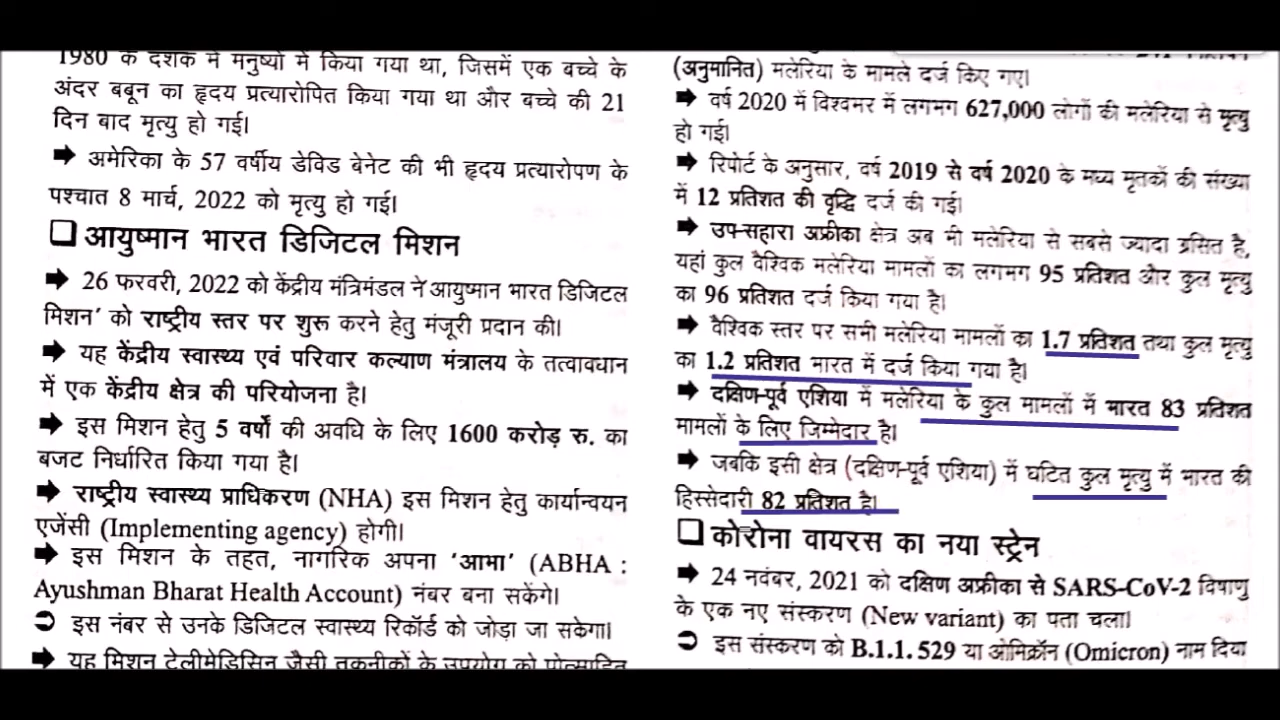 1980 के दशक में मनुष्यों में किया गया था, जिसमें एक बच्चे के
अंदर बबून का हृदय प्रत्यारोपित किया गया था और बच्चे की 21
दिन बाद मृत्यु हो गई।
➡ अमेरिका के 57 वर्षीय डेविड बेनेट की भी हृदय प्रत्यारोपण के
पश्चात 8 मार्च, 2022 को मृत्यु हो गई।
❑ आयुष्मान भारत डिजिटल मिशन
➡ 26 फरवरी, 2022 को केंद्रीय मंत्रिमंडल ने 'आयुष्मान भारत डिजिटल
मिशन' को राष्ट्रीय स्तर पर शुरू करने हेतु मंजूरी प्रदान की।
➡ यह केंद्रीय स्वास्थ्य एवं परिवार कल्याण मंत्रालय के तत्वावधान
में एक केंद्रीय क्षेत्र की परियोजना है।
➡ इस मिशन हेतु 5 वर्षों की अवधि के लिए 1600 करोड़ रु. का
बजट निर्धारित किया गया है।
➡ राष्ट्रीय स्वास्थ्य प्राधिकरण (NHA) इस मिशन हेतु कार्यान्वयन
एजेंसी (Implementing agency) होगी।
➡ इस मिशन के तहत, नागरिक अपना 'आभा' (ABHA :
Ayushman Bharat Health Account) नंबर बना सकेंगे।
➲ इस नंबर से उनके डिजिटल स्वास्थ्य रिकॉर्ड को जोड़ा जा सकेगा।
➡ यह मिशन टेलीमेडिसिन जैसी तकनीकों के उपयोग को प्रोत्साहित
(अनुमानित) मलेरिया के मामले दर्ज किए गए।
➡ वर्ष 2020 में विश्वभर में लगभग 627,000 लोगों की मलेरिया से मृत्यु
हो गई।
➡ रिपोर्ट के अनुसार, वर्ष 2019 से वर्ष 2020 के मध्य मृतकों की संख्या
में 12 प्रतिशत की वृद्धि दर्ज की गई।
➡ उप-सहारा अफ्रीका क्षेत्र अब भी मलेरिया से सबसे ज्यादा ग्रसित है,
यहां कुल वैश्विक मलेरिया मामलों का लगभग 95 प्रतिशत और कुल मृत्यु
का 96 प्रतिशत दर्ज किया गया है।
➡ वैश्विक स्तर पर सभी मलेरिया मामलों का 1.7 प्रतिशत तथा कुल मृत्यु
का 1.2 प्रतिशत भारत में दर्ज किया गया है।
➡ दक्षिण-पूर्व एशिया में मलेरिया के कुल मामलों में भारत 83 प्रतिशत
मामलों के लिए जिम्मेदार है।
➡ जबकि इसी क्षेत्र (दक्षिण-पूर्व एशिया) में घटित कुल मृत्यु में भारत की
हिस्सेदारी 82 प्रतिशत है।
❑ कोरोना वायरस का नया स्ट्रेन
➡ 24 नवंबर, 2021 को दक्षिण अफ्रीका से SARS-CoV-2 विषाणु
के एक नए संस्करण (New variant) का पता चला।
➲ इस संस्करण को B.1.1.529 या ओमिक्रॉन (Omicron) नाम दिया